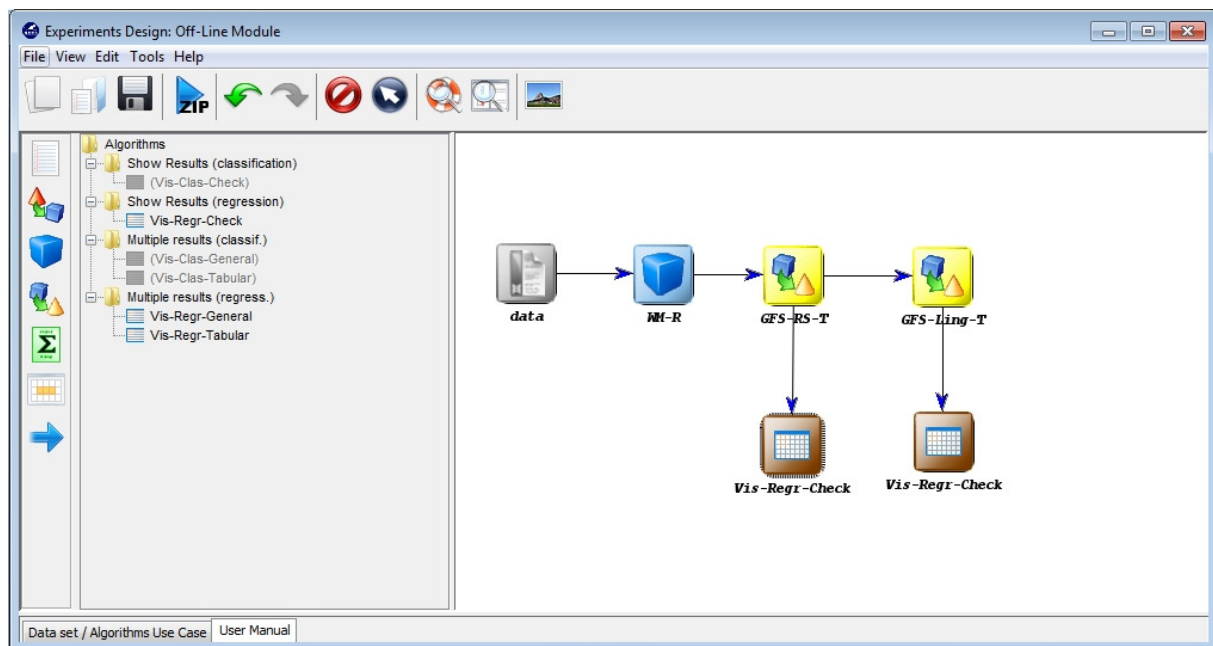 Experiments Design: Off-Line Module
File View Edit Tools Help
ZIP
Algorithms
Show Results (classification)
(Vis-Clas-Check)
Show Results (regression)
Vis-Regr-Check
Multiple results (classif.)
(Vis-Clas-General)
(Vis-Clas-Tabular)
Multiple results (regress.)
Vis-Regr-General
Vis-Regr-Tabular
Σ
data
WM-R
GFS-RS-T
GFS-Ling-T
Vis-Regr-Check
Vis-Regr-Check
Data set / Algorithms Use Case
User Manual